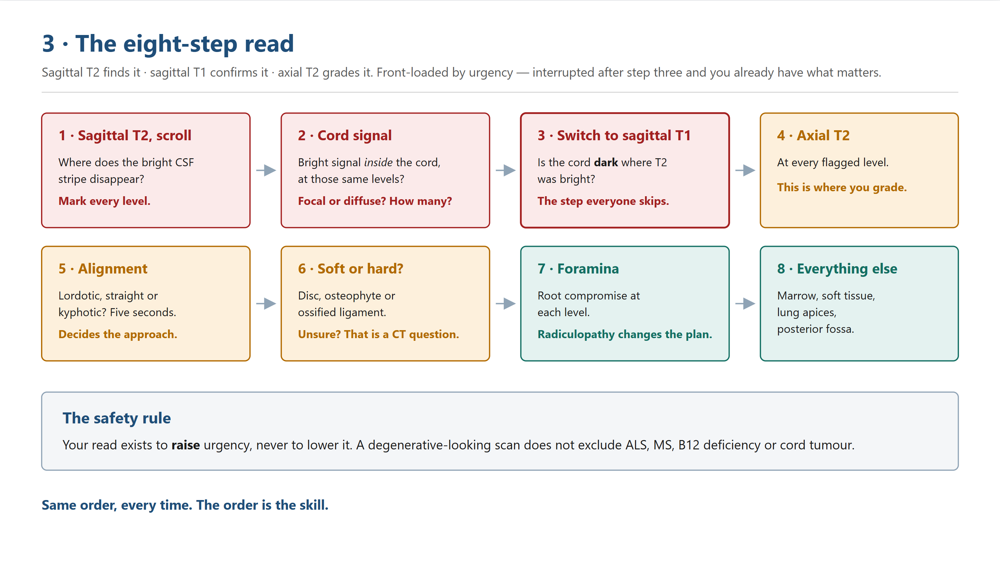 3 · The eight-step read
Sagittal T2 finds it · sagittal T1 confirms it · axial T2 grades it. Front-loaded by urgency — interrupted after step three and you already have what matters.
1 · Sagittal T2, scroll
Where does the bright CSF
stripe disappear?
Mark every level.
2 · Cord signal
Bright signal inside the cord,
at those same levels?
Focal or diffuse? How many?
3 · Switch to sagittal T1
Is the cord dark where T2
was bright?
The step everyone skips.
4 · Axial T2
At every flagged level.
This is where you grade.
5 · Alignment
Lordotic, straight or
kyphotic? Five seconds.
Decides the approach.
6 · Soft or hard?
Disc, osteophyte or
ossified ligament.
Unsure? That is a CT question.
7 · Foramina
Root compromise at
each level.
Radiculopathy changes the plan.
8 · Everything else
Marrow, soft tissue,
lung apices,
posterior fossa.
The safety rule
Your read exists to raise urgency, never to lower it. A degenerative-looking scan does not exclude ALS, MS, B12 deficiency or cord tumour.
Same order, every time. The order is the skill.